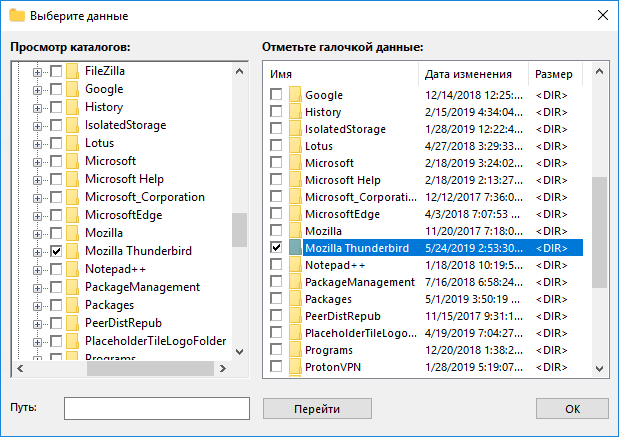 Выберите данные
Просмотр каталогов:
FileZilla
Google
History
IsolatedStorage
Lotus
Microsoft
Microsoft Help
Microsoft_Corporation
MicrosoftEdge
Mozilla
Mozilla Thunderbird
Notepad++
PackageManagement
Packages
PeerDistRepub
PlaceholderTileLogoFolder
Programs
Отметьте галочкой данные:
Имя Дата изменения Размер
Google 12/14/2018 12:25:... <DIR>
History 2/15/2019 4:34:04... <DIR>
IsolatedStorage 1/28/2019 12:22:4... <DIR>
Lotus 4/27/2018 3:29:33... <DIR>
Microsoft 2/18/2019 3:24:02... <DIR>
Microsoft Help 2/18/2019 2:13:27... <DIR>
Microsoft_Corporati... 12/12/2017 7:36:0... <DIR>
MicrosoftEdge 4/3/2018 7:07:53 ... <DIR>
Mozilla 11/20/2017 7:18:0... <DIR>
Mozilla Thunderbird 5/24/2019 2:53:30... <DIR>
Notepad++ 1/18/2018 10:19:5... <DIR>
PackageManagement 7/16/2018 6:58:24... <DIR>
Packages 5/1/2019 3:50:19 ... <DIR>
PeerDistRepub 11/15/2017 9:31:1... <DIR>
PlaceholderTileLogo... 4/19/2019 7:04:27... <DIR>
Programs 12/20/2018 1:38:2... <DIR>
ProtonVPN 1/28/2019 5:19:07... <DIR>
Путь: Перейти OK